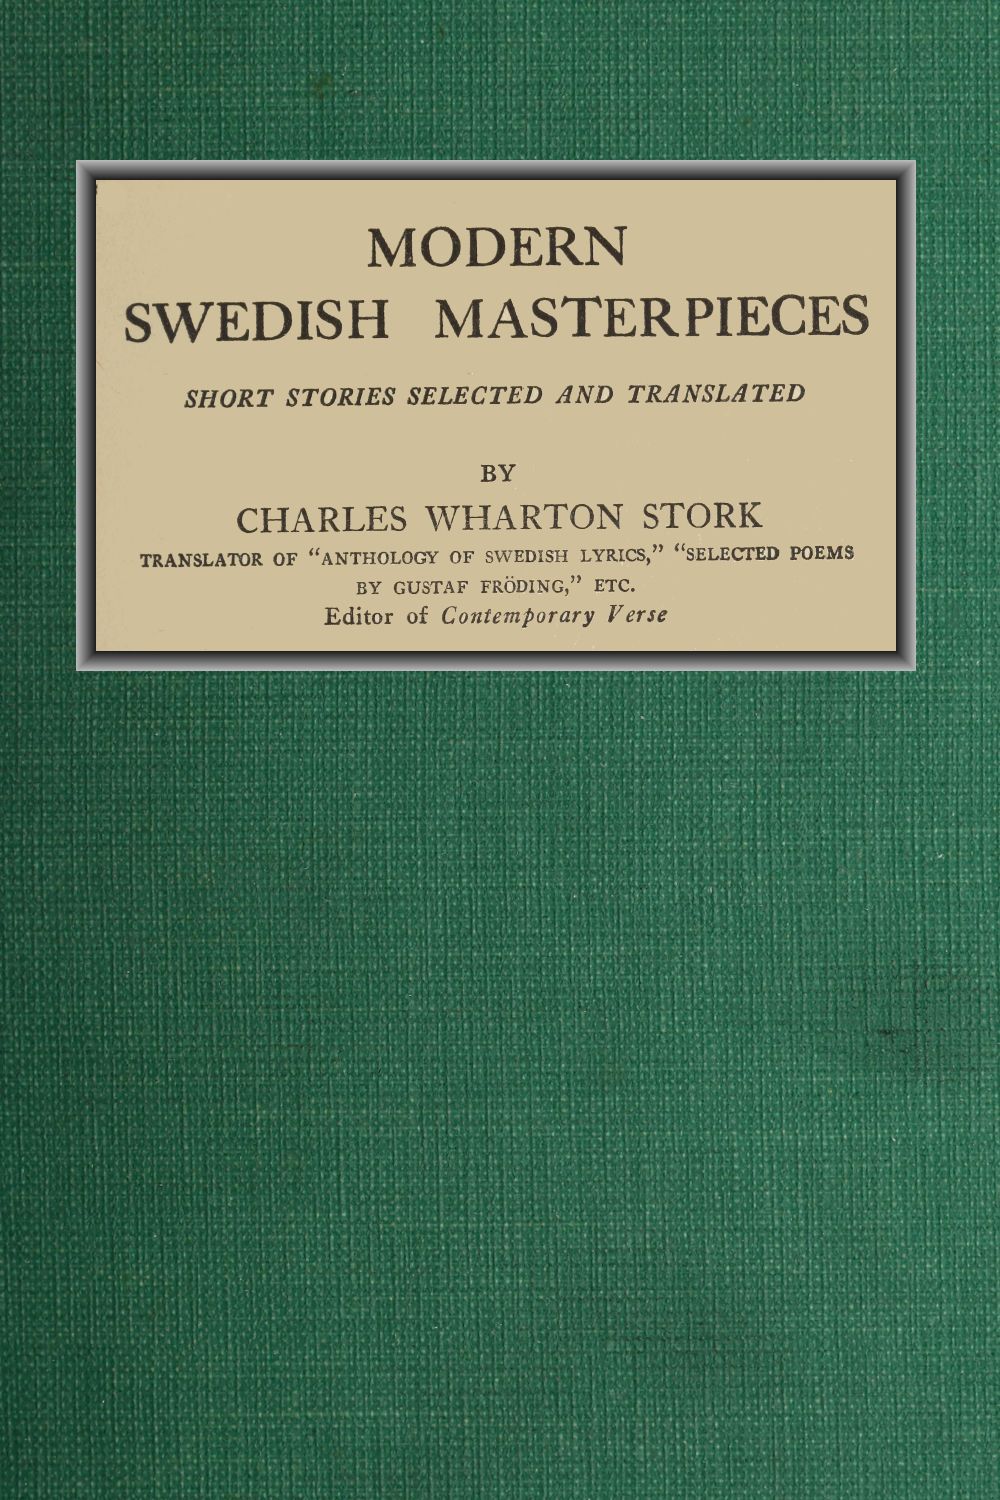 MODERN
SWEDISH MASTERPIECES
SHORT STORIES SELECTED AND TRANSLATED
BY
CHARLES WHARTON STORK
TRANSLATOR OF “ANTHOLOGY OF SWEDISH LYRICS,” “SELECTED POEMS
BY GUSTAF FRÖDING,” ETC.
Editor of Contemporary Verse